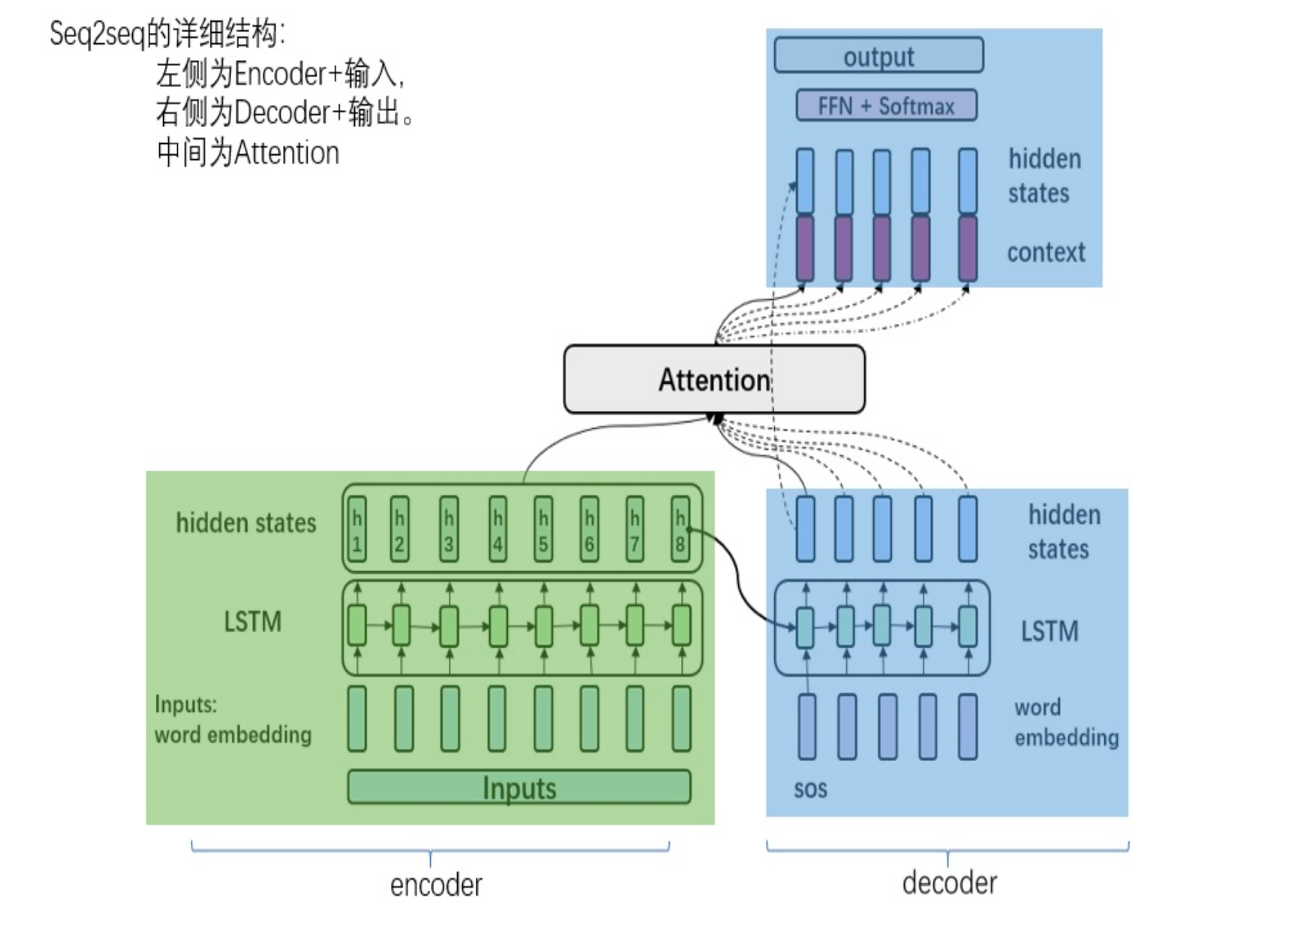 Seq2seq的详细结构:
左侧为Encoder+输入,
右侧为Decoder+输出。
中间为Attention
output
FFN + Softmax
hidden
states
context
Attention
hidden states
h h h h h h h h
1 2 3 4 5 6 7 8
LSTM
Inputs:
word embedding
Inputs
encoder
hidden
states
LSTM
word
embedding
sos
decoder